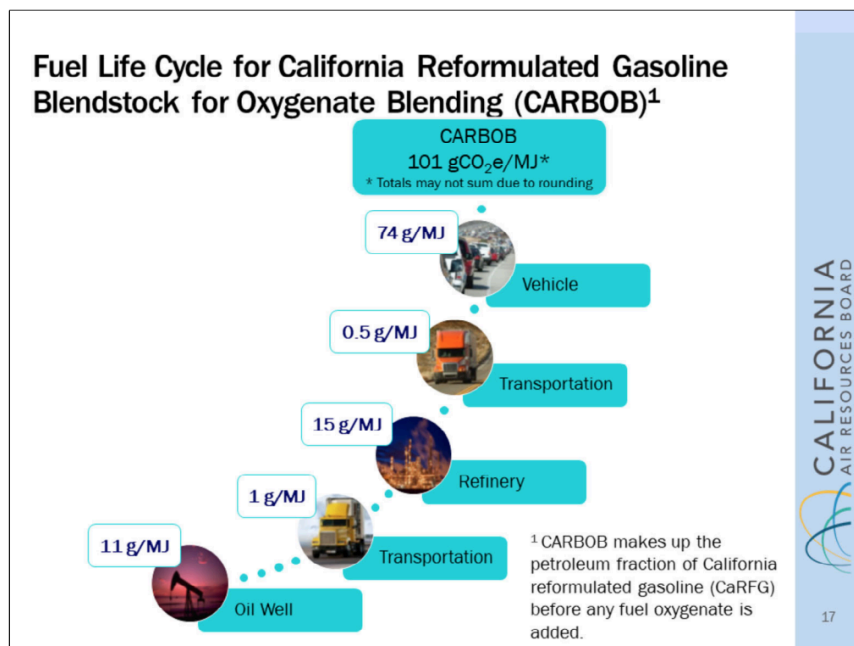 Fuel Life Cycle for California Reformulated Gasoline
Blendstock for Oxygenate Blending (CARBOB)¹
CARBOB
101 gCO₂e/MJ*
* Totals may not sum due to rounding
74 g/MJ
Vehicle
0.5 g/MJ
Transportation
15 g/MJ
Refinery
1 g/MJ
Transportation
11 g/MJ
Oil Well
¹ CARBOB makes up the
petroleum fraction of California
reformulated gasoline (CaRFG)
before any fuel oxygenate is
added.
CALIFORNIA
AIR RESOURCES BOARD
17